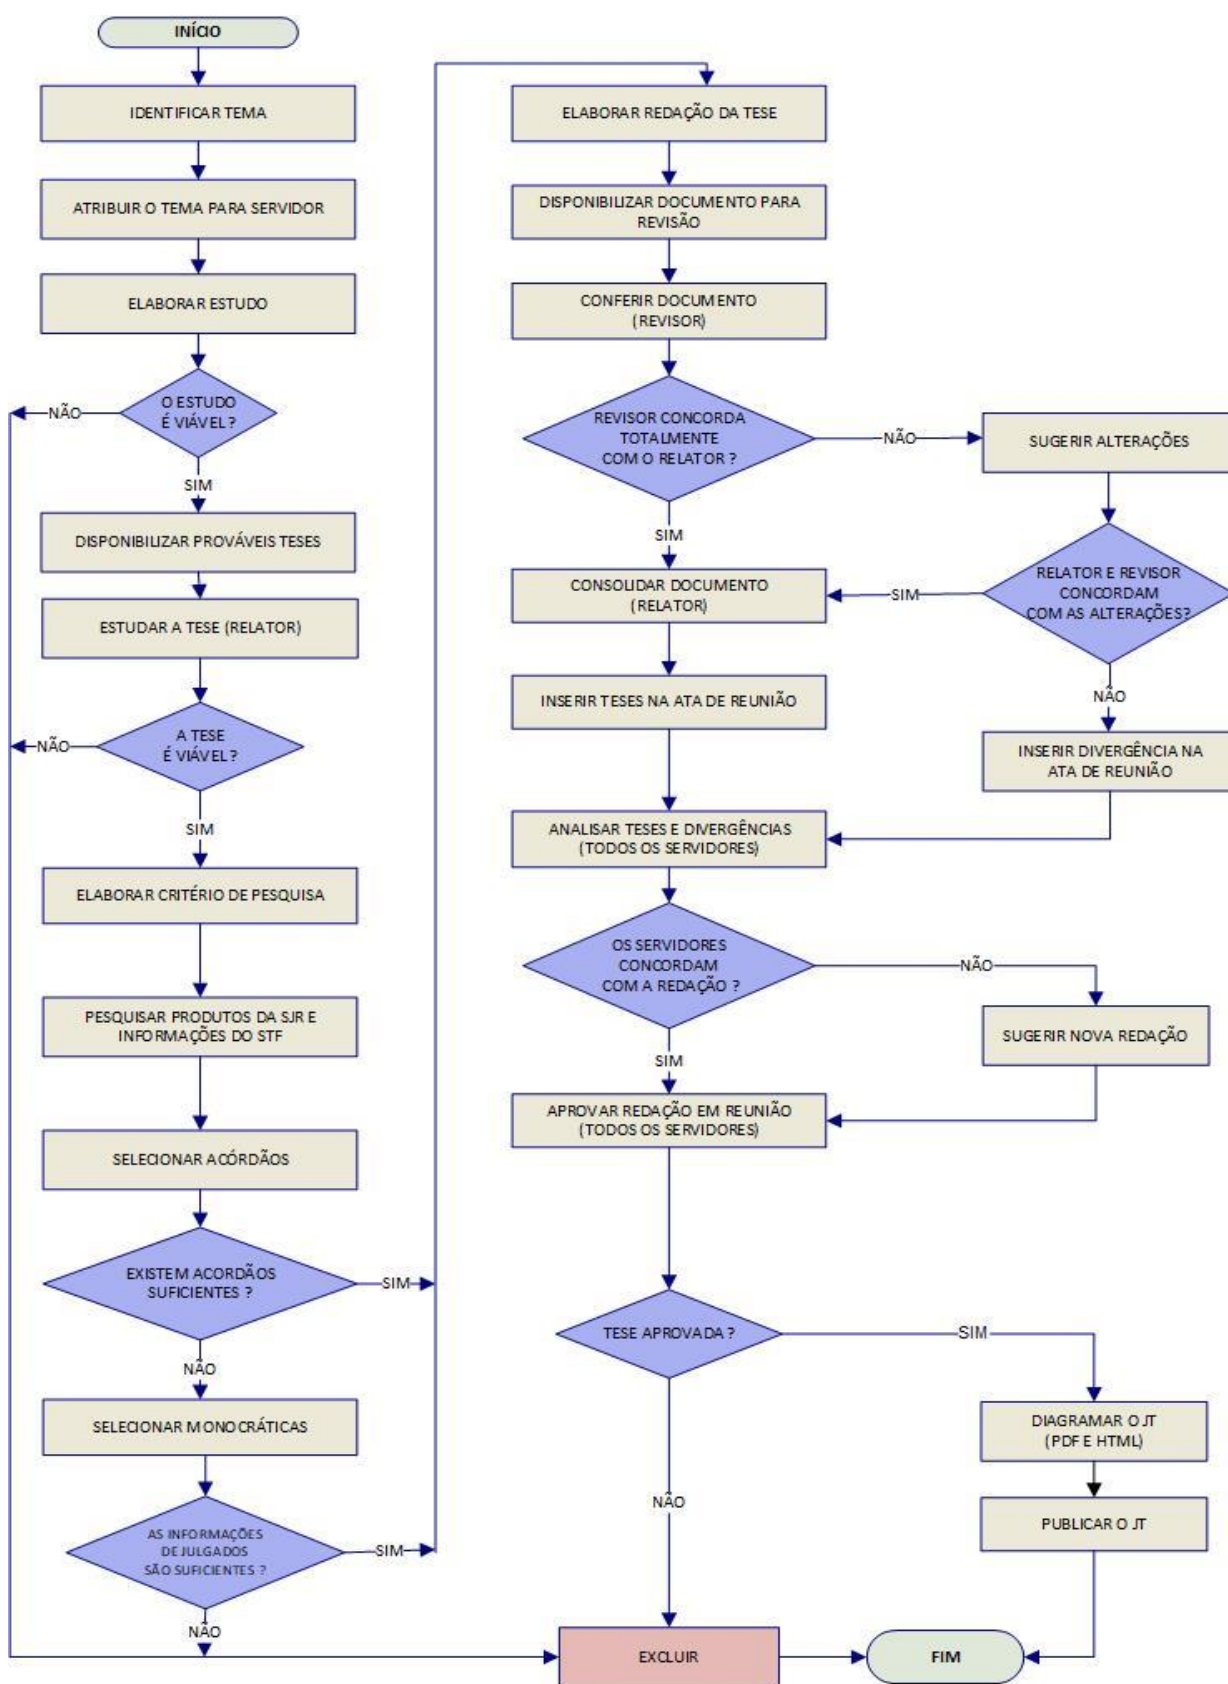 INÍCIO
IDENTIFICAR TEMA
ATRIBUIR O TEMA PARA SERVIDOR
ELABORAR ESTUDO
O ESTUDO
É VIÁVEL ?
NÃO
SIM
DISPONIBILIZAR PROVÁVEIS TESES
ESTUDAR A TESE (RELATOR)
A TESE
É VIÁVEL ?
NÃO
SIM
ELABORAR CRITÉRIO DE PESQUISA
PESQUISAR PRODUTOS DA SJR E
INFORMAÇÕES DO STF
SELECIONAR ACÓRDÃOS
EXISTEM ACORDÃOS
SUFICIENTES ?
SIM
NÃO
SELECIONAR MONOCRÁTICAS
AS INFORMAÇÕES
DE JULGADOS
SÃO SUFICIENTES ?
SIM
NÃO
ELABORAR REDAÇÃO DA TESE
DISPONIBILIZAR DOCUMENTO PARA
REVISÃO
CONFERIR DOCUMENTO
(REVISOR)
REVISOR CONCORDA
TOTALMENTE
COM O RELATOR ?
NÃO
SIM
SUGERIR ALTERAÇÕES
RELATOR E REVISOR
CONCORDAM
COM AS ALTERAÇÕES?
SIM
NÃO
CONSOLIDAR DOCUMENTO
(RELATOR)
INSERIR TESES NA ATA DE REUNIÃO
INSERIR DIVERGÊNCIA NA
ATA DE REUNIÃO
ANALISAR TESES E DIVERGÊNCIAS
(TODOS OS SERVIDORES)
OS SERVIDORES
CONCORDAM
COM A REDAÇÃO ?
NÃO
SIM
SUGERIR NOVA REDAÇÃO
APROVAR REDAÇÃO EM REUNIÃO
(TODOS OS SERVIDORES)
TESE APROVADA ?
SIM
NÃO
DIAGRAMAR O JT
(PDF E HTML)
PUBLICAR O JT
EXCLUIR
FIM